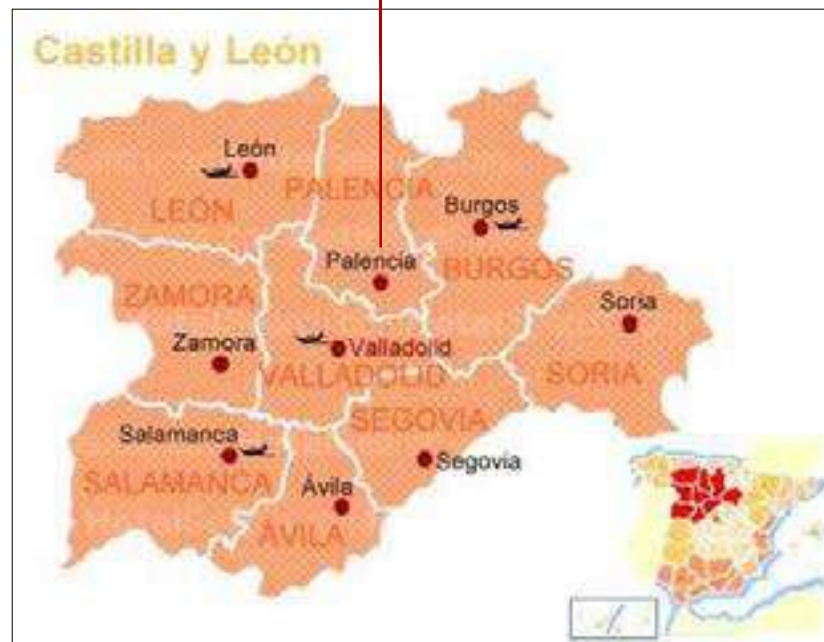 Castilla y León
León
PALENCIA
LEÓN
Burgos
Palencia
BURGOS
ZAMORA
Soria
Zamora
Valladolid
VALLADOLID
SORIA
SEGOVIA
Salamanca
Segovia
SALAMANCA
Ávila
ÁVILA